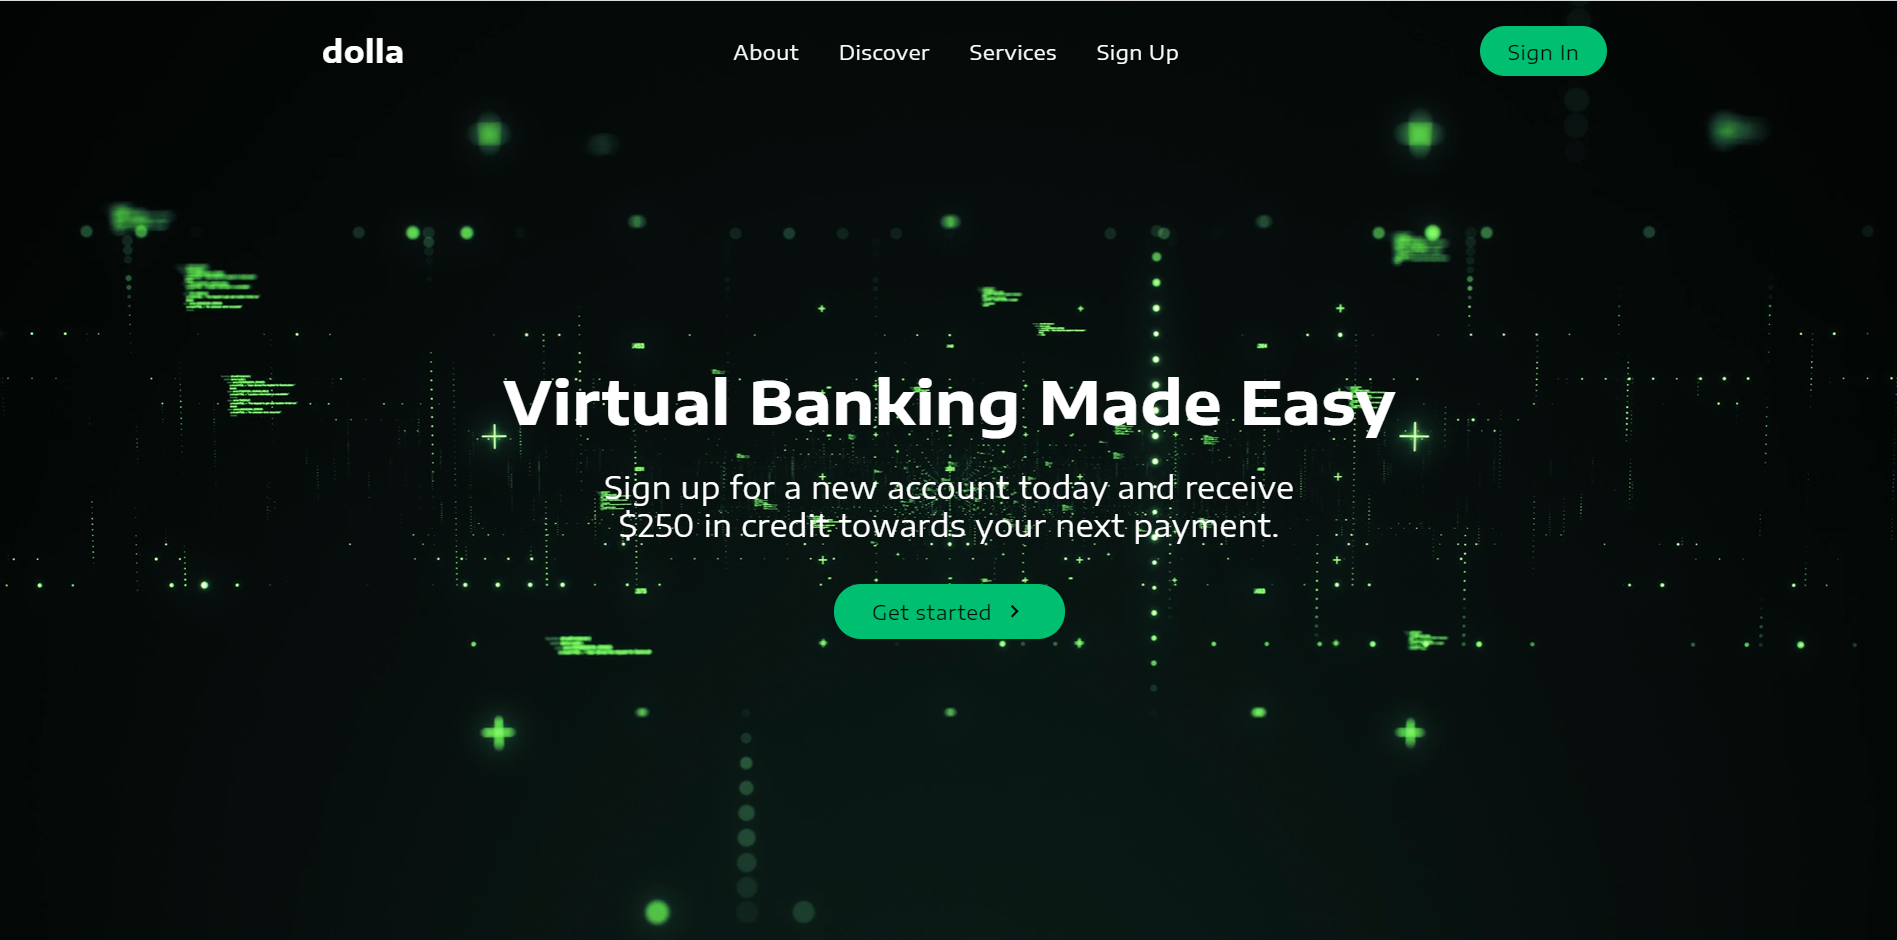 dolla
About
Discover
Services
Sign Up
Sign In
Virtual Banking Made Easy
Sign up for a new account today and receive
$250 in credit towards your next payment.
Get started